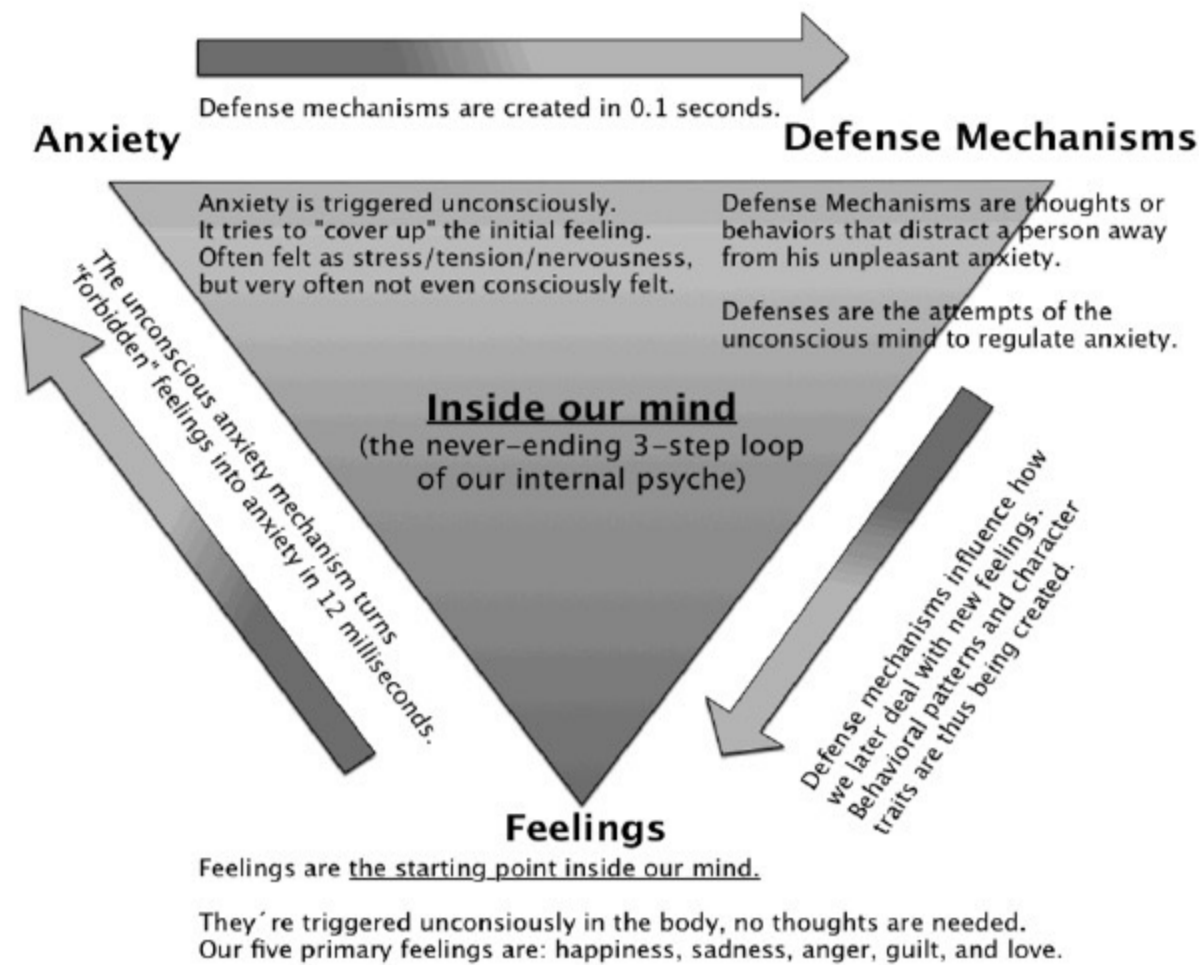 Defense mechanisms are created in 0.1 seconds.
Anxiety
Defense Mechanisms
Anxiety is triggered unconsciously.
It tries to "cover up" the initial feeling.
Often felt as stress/tension/nervousness,
but very often not even consciously felt.
Defense Mechanisms are thoughts or
behaviors that distract a person away
from his unpleasant anxiety.
Defenses are the attempts of the
unconscious mind to regulate anxiety.
The unconscious anxiety mechanism turns
"forbidden" feelings into anxiety in 12 milliseconds.
Inside our mind
(the never-ending 3-step loop
of our internal psyche)
Defense mechanisms influence how
we later deal with new feelings.
Behavioral patterns and character
traits are thus being created.
Feelings
Feelings are the starting point inside our mind.
They´re triggered unconsiously in the body, no thoughts are needed.
Our five primary feelings are: happiness, sadness, anger, guilt, and love.